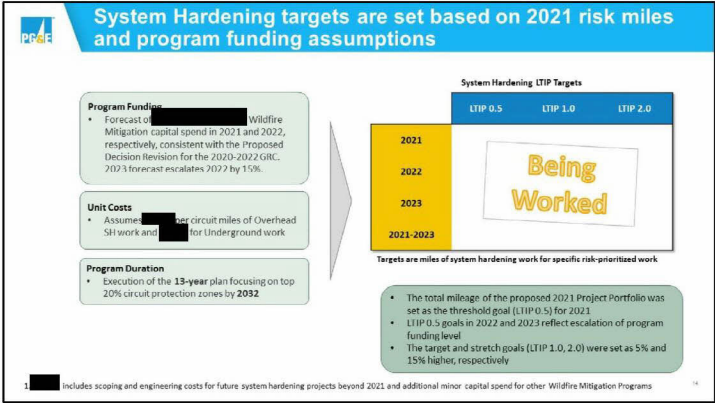 PG&E
System Hardening targets are set based on 2021 risk miles
and program funding assumptions
Program Funding
• Forecast of Wildfire
Mitigation capital spend in 2021 and 2022,
respectively, consistent with the Proposed
Decision Revision for the 2020-2022 GRC.
2023 forecast escalates 2022 by 15%.
Unit Costs
• Assumes per circuit miles of Overhead
SH work and for Underground work
Program Duration
• Execution of the 13-year plan focusing on top
20% circuit protection zones by 2032
System Hardening LTIP Targets
LTIP 0.5 LTIP 1.0 LTIP 2.0
2021
2022
2023
2021-2023
Being
Worked
Targets are miles of system hardening work for specific risk-prioritized work
• The total mileage of the proposed 2021 Project Portfolio was
set as the threshold goal (LTIP 0.5) for 2021
• LTIP 0.5 goals in 2022 and 2023 reflect escalation of program
funding level
• The target and stretch goals (LTIP 1.0, 2.0) were set as 5% and
15% higher, respectively
1. includes scoping and engineering costs for future system hardening projects beyond 2021 and additional minor capital spend for other Wildfire Mitigation Programs